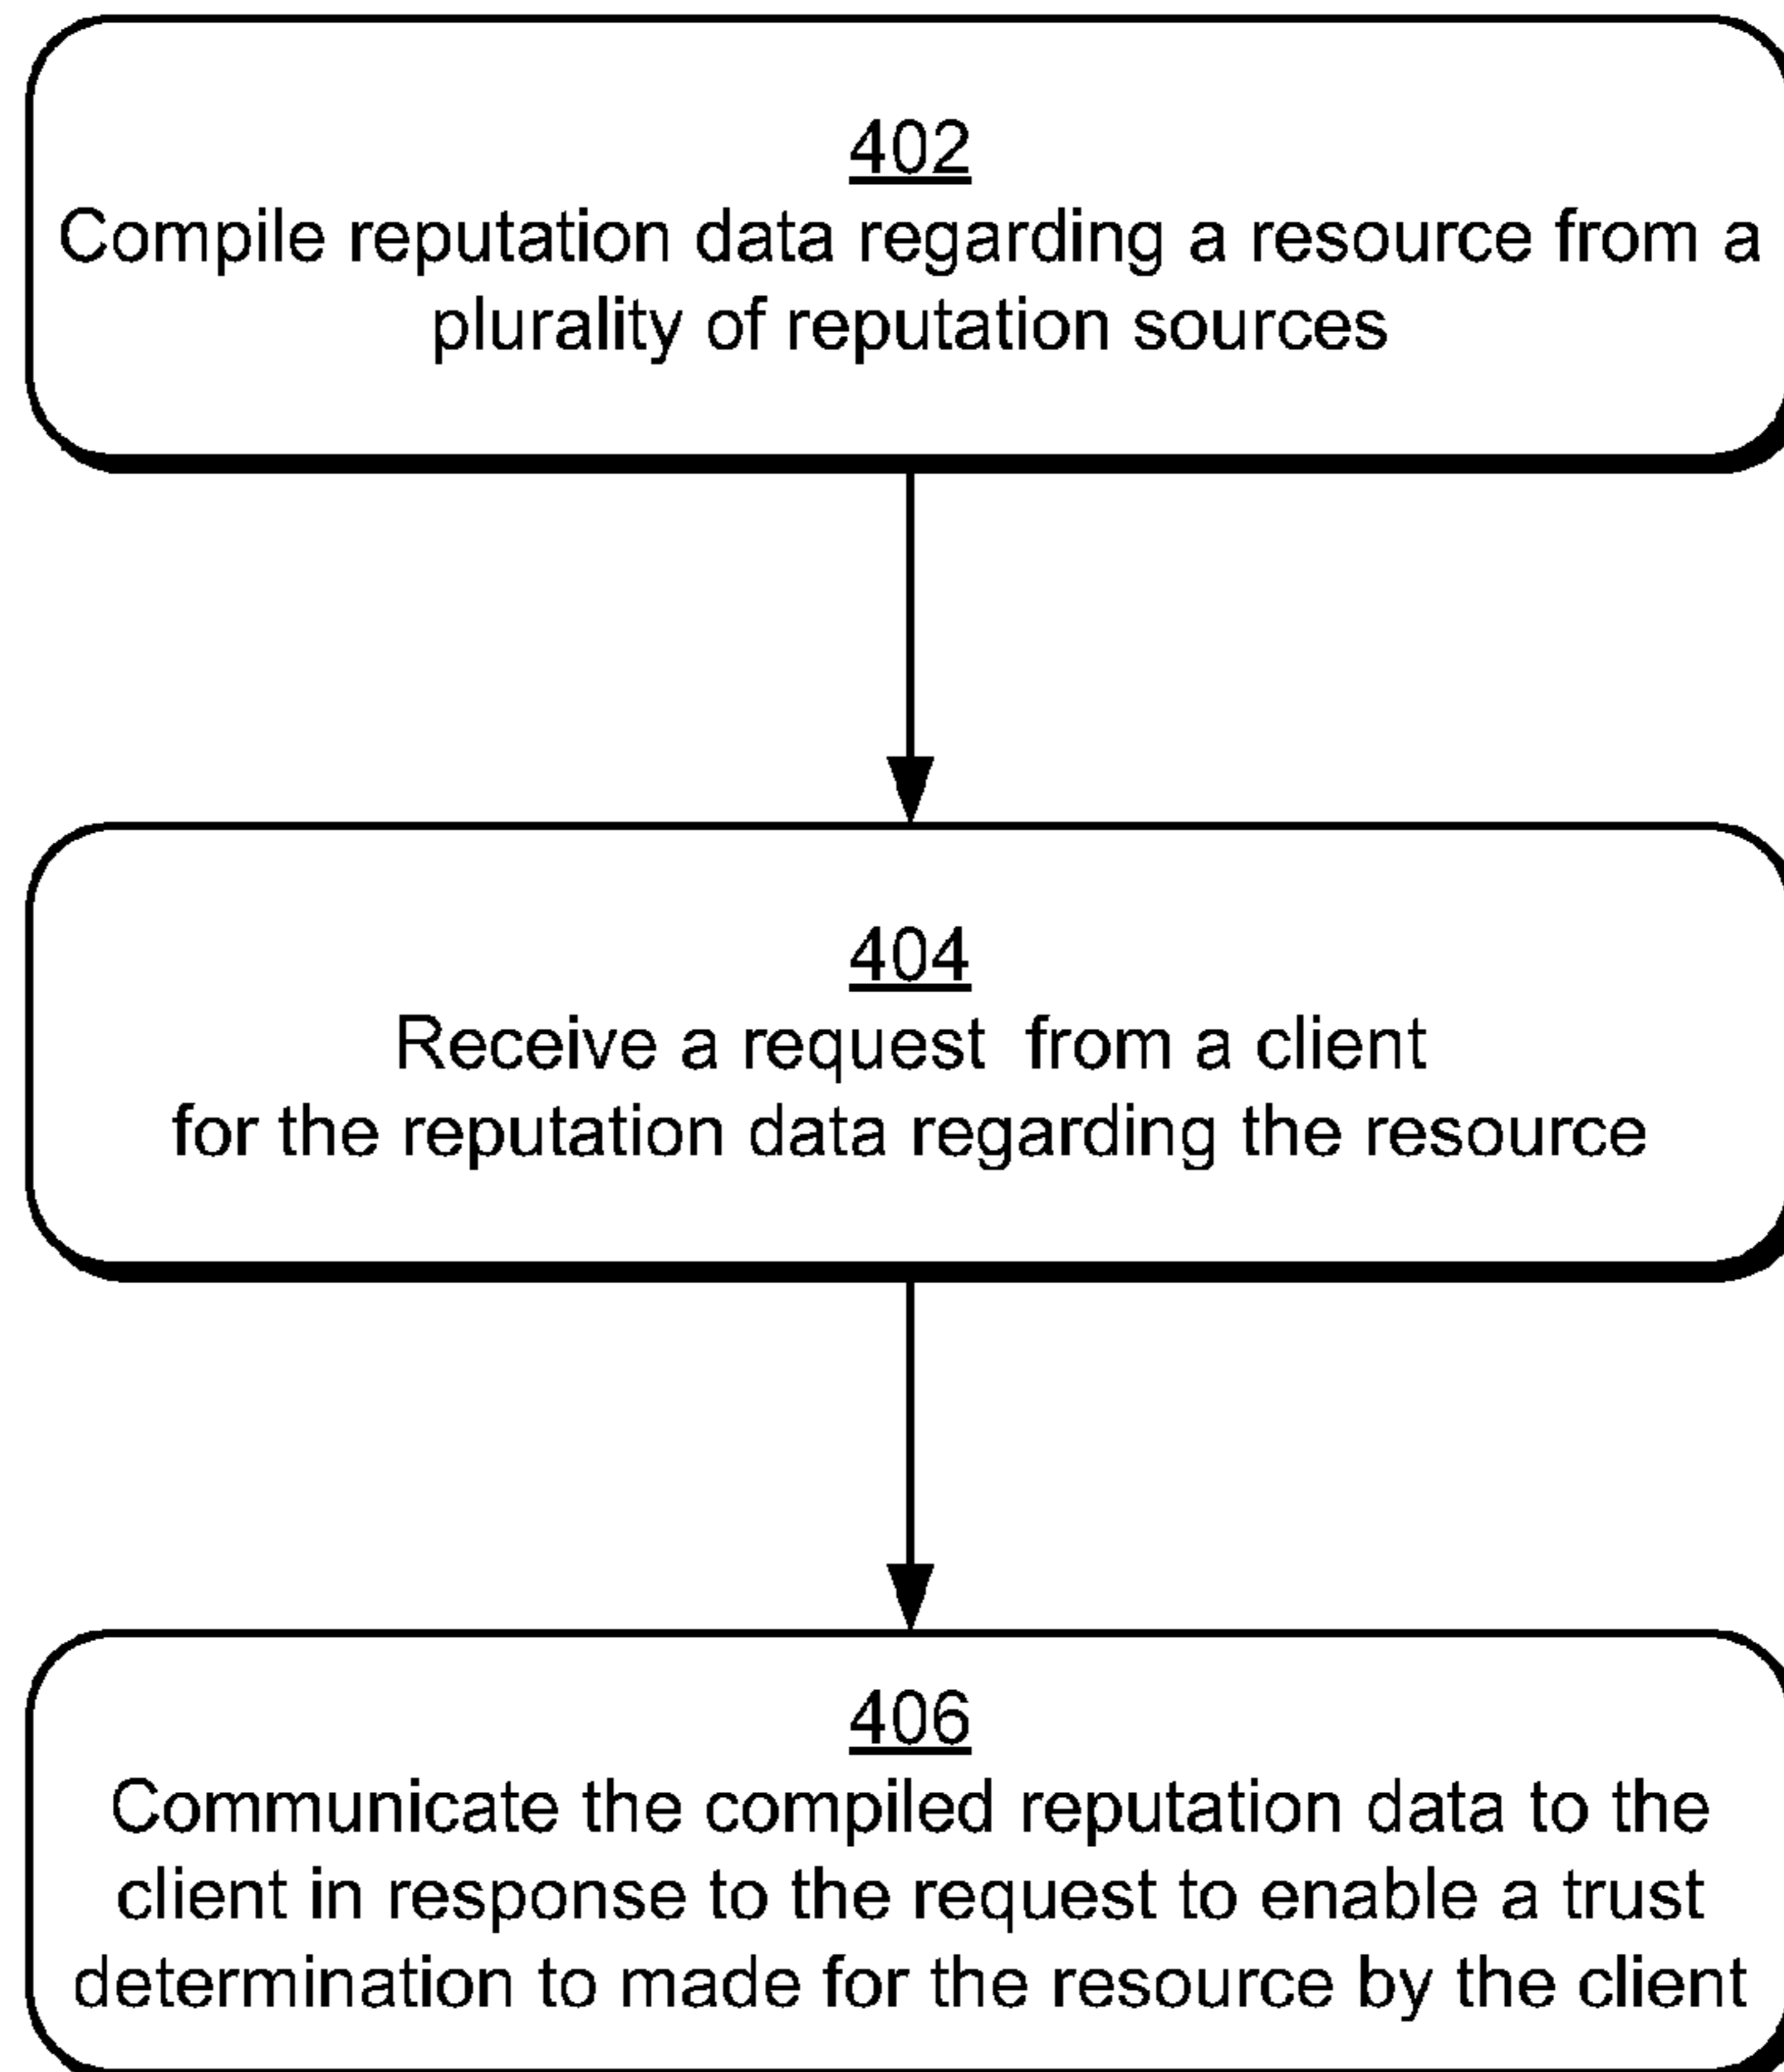 402
Compile reputation data regarding a resource from a
plurality of reputation sources
404
Receive a request from a client
for the reputation data regarding the resource
406
Communicate the compiled reputation data to the
client in response to the request to enable a trust
determination to made for the resource by the client